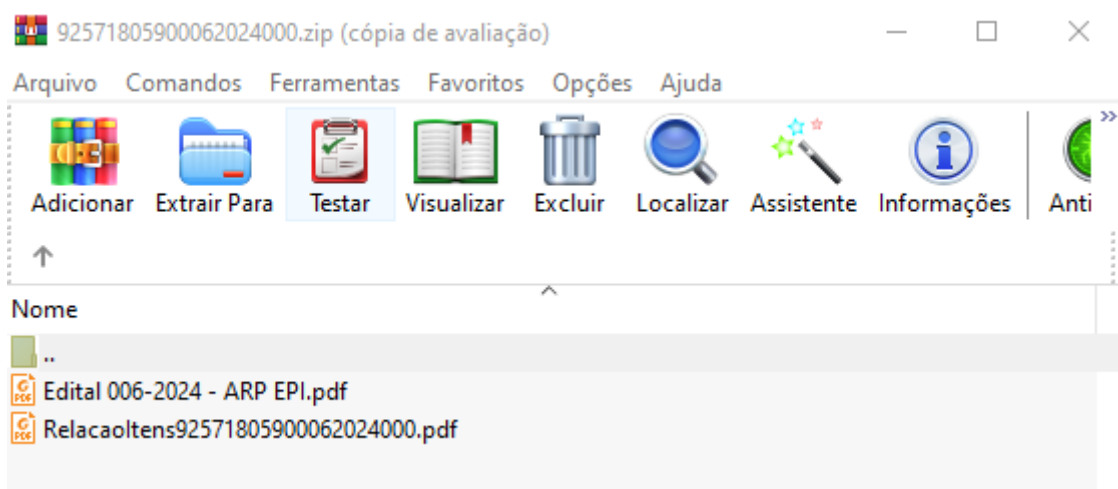 92571805900062024000.zip (cópia de avaliação)
Arquivo Comandos Ferramentas Favoritos Opções Ajuda
Adicionar Extrair Para Testar Visualizar Excluir Localizar Assistente Informações Anti
Nome
..
Edital 006-2024 - ARP EPI.pdf
RelacaoItens92571805900062024000.pdf